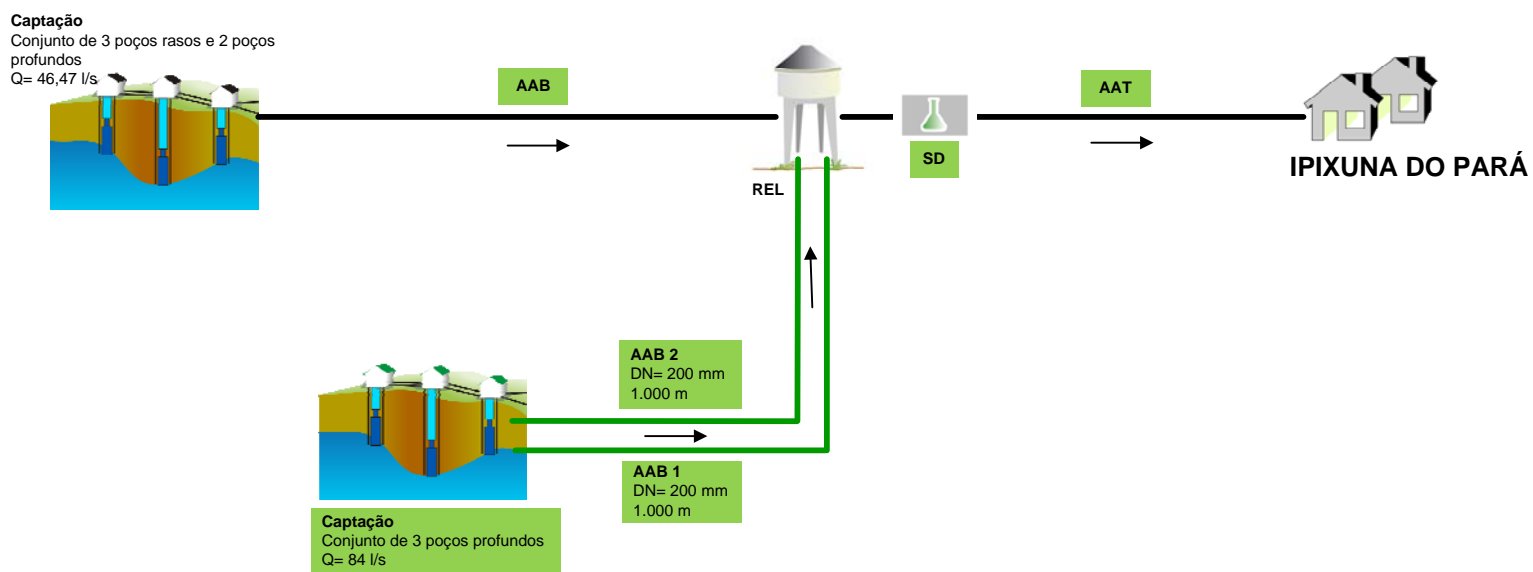 Captação
Conjunto de 3 poços rasos e 2 poços
profundos
Q= 46,47 l/s
AAB
AAT
SD
REL
IPIXUNA DO PARÁ
AAB 2
DN= 200 mm
1.000 m
AAB 1
DN= 200 mm
1.000 m
Captação
Conjunto de 3 poços profundos
Q= 84 l/s